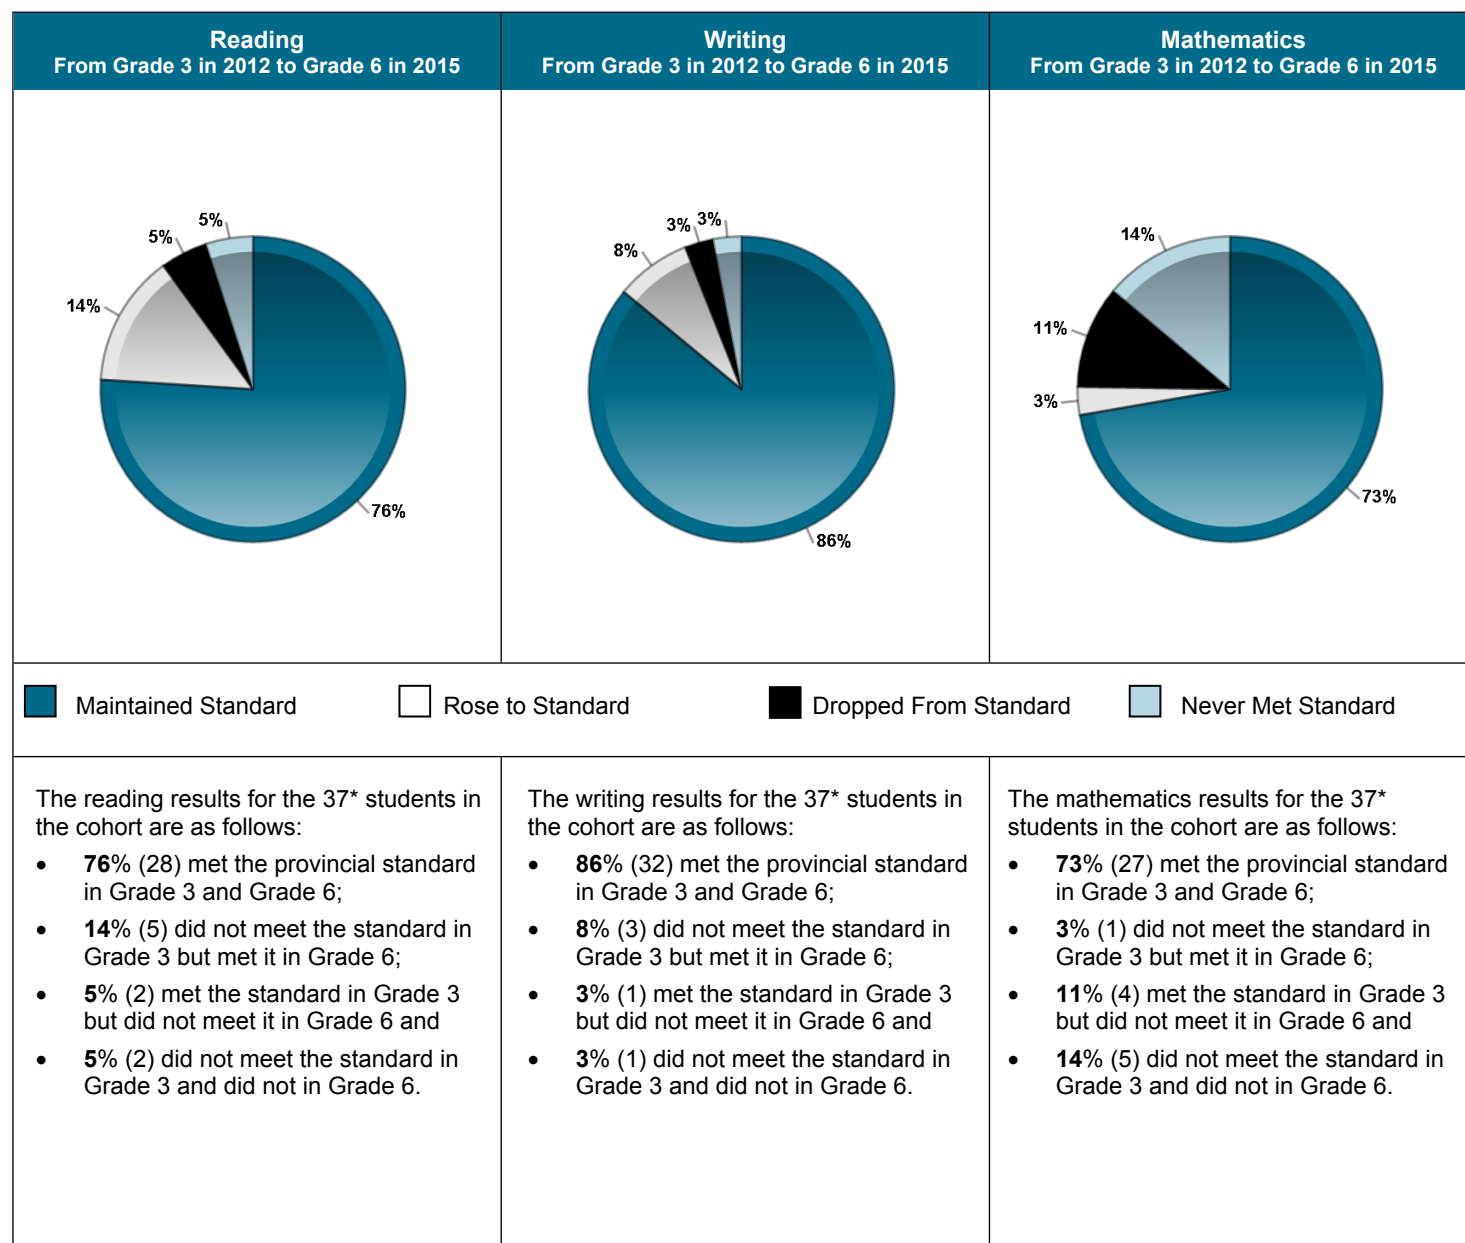 Reading
From Grade 3 in 2012 to Grade 6 in 2015
Writing
From Grade 3 in 2012 to Grade 6 in 2015
Mathematics
From Grade 3 in 2012 to Grade 6 in 2015
5%
5%
14%
76%
3%
3%
8%
86%
14%
11%
3%
73%
Maintained Standard
Rose to Standard
Dropped From Standard
Never Met Standard
The reading results for the 37* students in
the cohort are as follows:
• 76% (28) met the provincial standard
in Grade 3 and Grade 6;
• 14% (5) did not meet the standard in
Grade 3 but met it in Grade 6;
• 5% (2) met the standard in Grade 3
but did not meet it in Grade 6 and
• 5% (2) did not meet the standard in
Grade 3 and did not in Grade 6.
The writing results for the 37* students in
the cohort are as follows:
• 86% (32) met the provincial standard
in Grade 3 and Grade 6;
• 8% (3) did not meet the standard in
Grade 3 but met it in Grade 6;
• 3% (1) met the standard in Grade 3
but did not meet it in Grade 6 and
• 3% (1) did not meet the standard in
Grade 3 and did not in Grade 6.
The mathematics results for the 37*
students in the cohort are as follows:
• 73% (27) met the provincial standard
in Grade 3 and Grade 6;
• 3% (1) did not meet the standard in
Grade 3 but met it in Grade 6;
• 11% (4) met the standard in Grade 3
but did not meet it in Grade 6 and
• 14% (5) did not meet the standard in
Grade 3 and did not in Grade 6.